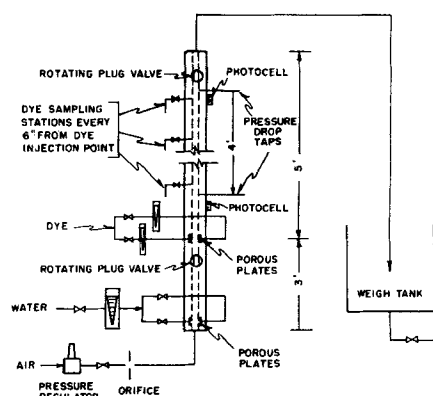 ROTATING PLUG VALVE
PHOTOCELL
DYE SAMPLING
STATIONS EVERY
6" FROM DYE
INJECTION POINT
PRESSURE
DROP
TAPS
4'
5'
PHOTOCELL
DYE
ROTATING PLUG VALVE
POROUS
PLATES
3'
WEIGH TANK
WATER
POROUS
PLATES
AIR
PRESSURE
REGULATOR
ORIFICE